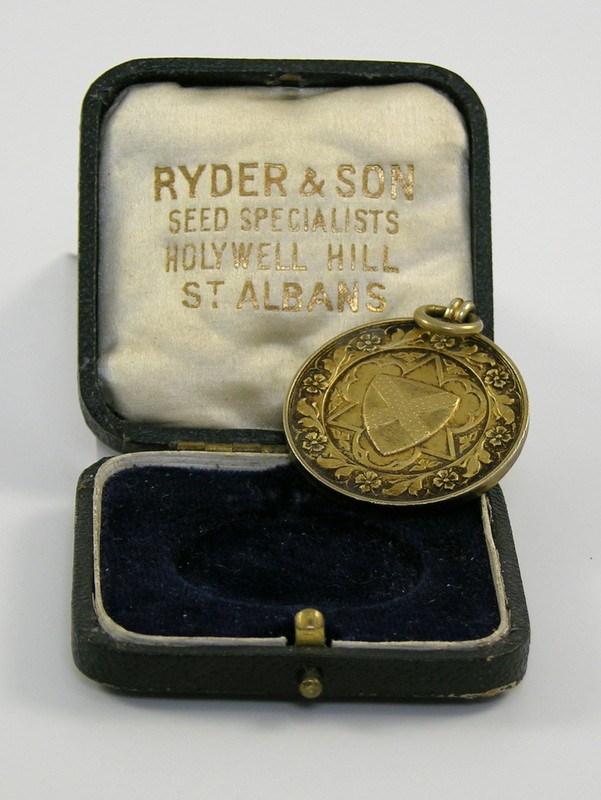 RYDER & SON
SEED SPECIALISTS
HOLYWELL HILL
ST ALBANS